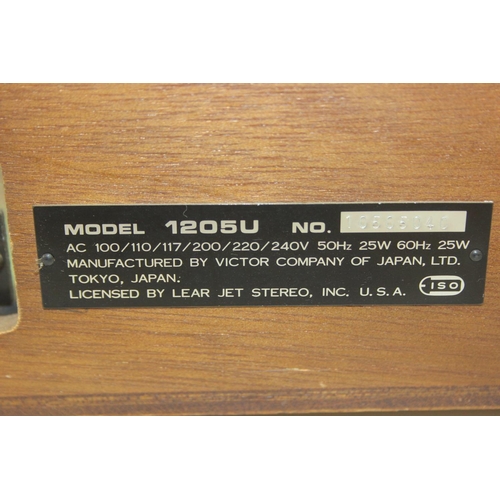 MODEL 1205U NO.
AC 100/110/117/200/220/240V 50Hz 25W 60Hz 25W
MANUFACTURED BY VICTOR COMPANY OF JAPAN, LTD.
TOKYO, JAPAN.
LICENSED BY LEAR JET STEREO, INC. U.S.A. ISO